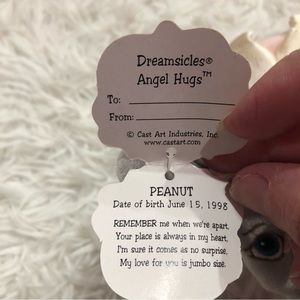 Dreamsicles®
Angel Hugs™
To:
From:
© Cast Art Industries, Inc.
www.castart.com
PEANUT
Date of birth June 15, 1998
REMEMBER me when we're apart,
Your place is always in my heart,
I'm sure it comes as no surprise,
My love for you is jumbo size.